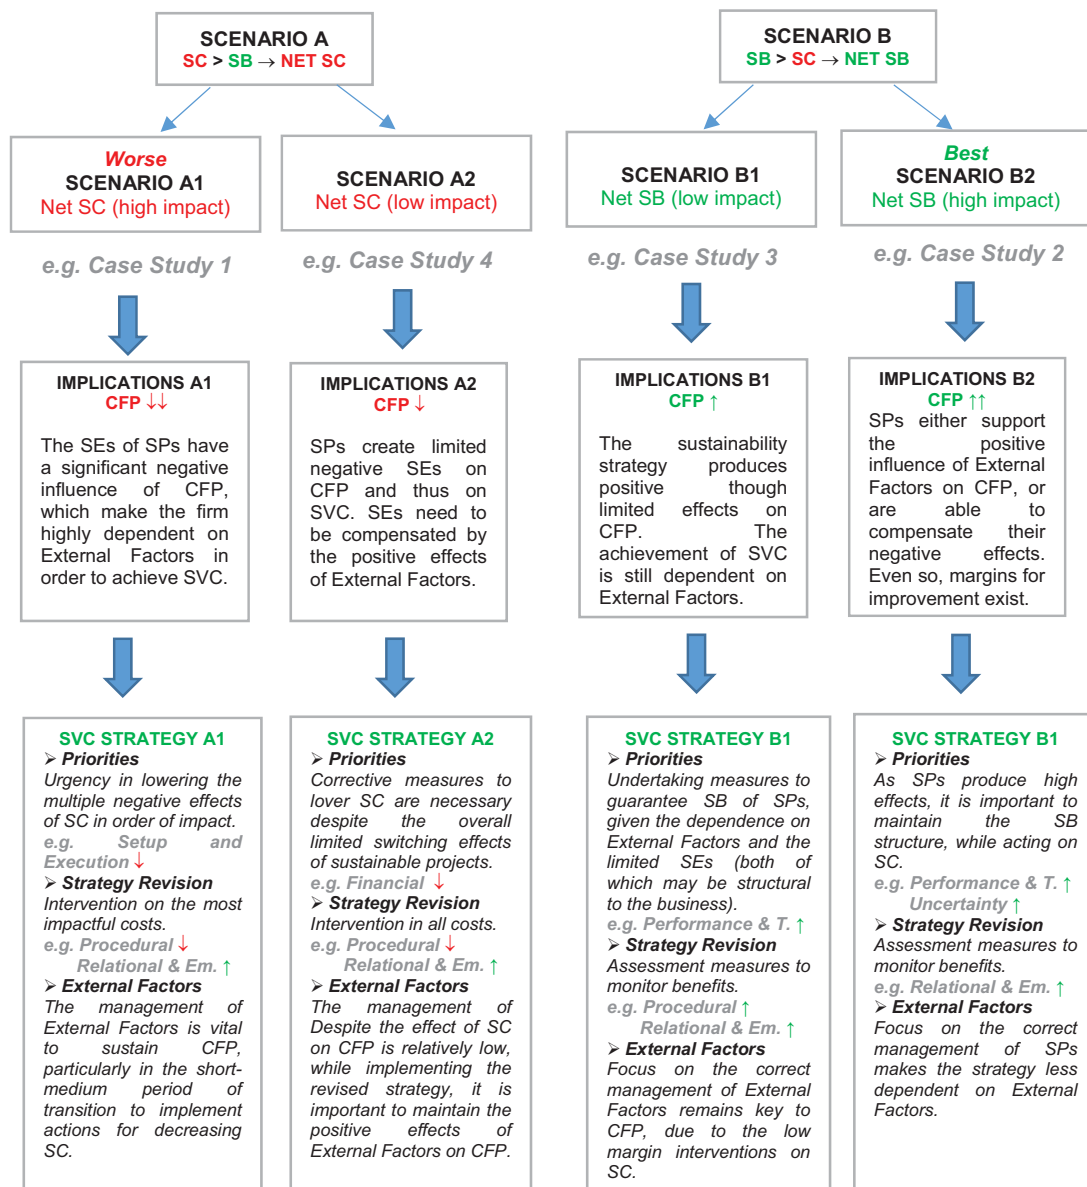 SCENARIO A
SC > SB → NET SC
SCENARIO B
SB > SC → NET SB
Worse
SCENARIO A1
Net SC (high impact)
SCENARIO A2
Net SC (low impact)
SCENARIO B1
Net SB (low impact)
Best
SCENARIO B2
Net SB (high impact)
e.g. Case Study 1
e.g. Case Study 4
e.g. Case Study 3
e.g. Case Study 2
IMPLICATIONS A1
CFP ↓↓
The SEs of SPs have
a significant negative
influence of CFP,
which make the firm
highly dependent on
External Factors in
order to achieve SVC.
IMPLICATIONS A2
CFP ↓
SPs create limited
negative SEs on
CFP and thus on
SVC. SEs need to
be compensated by
the positive effects
of External Factors.
IMPLICATIONS B1
CFP ↑
The sustainability
strategy produces
positive though
limited effects on
CFP. The
achievement of SVC
is still dependent on
External Factors.
IMPLICATIONS B2
CFP ↑↑
SPs either support
the positive
influence of External
Factors on CFP, or
are able to
compensate their
negative effects.
Even so, margins for
improvement exist.
SVC STRATEGY A1
➢ Priorities
Urgency in lowering the
multiple negative effects
of SC in order of impact.
e.g. Setup and
Execution ↓
➢ Strategy Revision
Intervention on the most
impactful costs.
e.g. Procedural ↓
Relational & Em. ↑
➢ External Factors
The management of
External Factors is vital
to sustain CFP,
particularly in the short-
medium period of
transition to implement
actions for decreasing
SC.
SVC STRATEGY A2
➢ Priorities
Corrective measures to
lover SC are necessary
despite the overall
limited switching effects
of sustainable projects.
e.g. Financial ↓
➢ Strategy Revision
Intervention in all costs.
e.g. Procedural ↓
Relational & Em. ↑
➢ External Factors
The management of
Despite the effect of SC
on CFP is relatively low,
while implementing the
revised strategy, it is
important to maintain the
positive effects of
External Factors on CFP.
SVC STRATEGY B1
➢ Priorities
Undertaking measures to
guarantee SB of SPs,
given the dependence on
External Factors and the
limited SEs (both of
which may be structural
to the business).
e.g. Performance & T. ↑
➢ Strategy Revision
Assessment measures to
monitor benefits.
e.g. Procedural ↑
Relational & Em. ↑
➢ External Factors
Focus on the correct
management of External
Factors remains key to
CFP, due to the low
margin interventions on
SC.
SVC STRATEGY B1
➢ Priorities
As SPs produce high
effects, it is important to
maintain the SB
structure, while acting on
SC.
e.g. Performance & T. ↑
Uncertainty ↑
➢ Strategy Revision
Assessment measures to
monitor benefits.
e.g. Relational & Em. ↑
➢ External Factors
Focus on the correct
management of SPs
makes the strategy less
dependent on External
Factors.